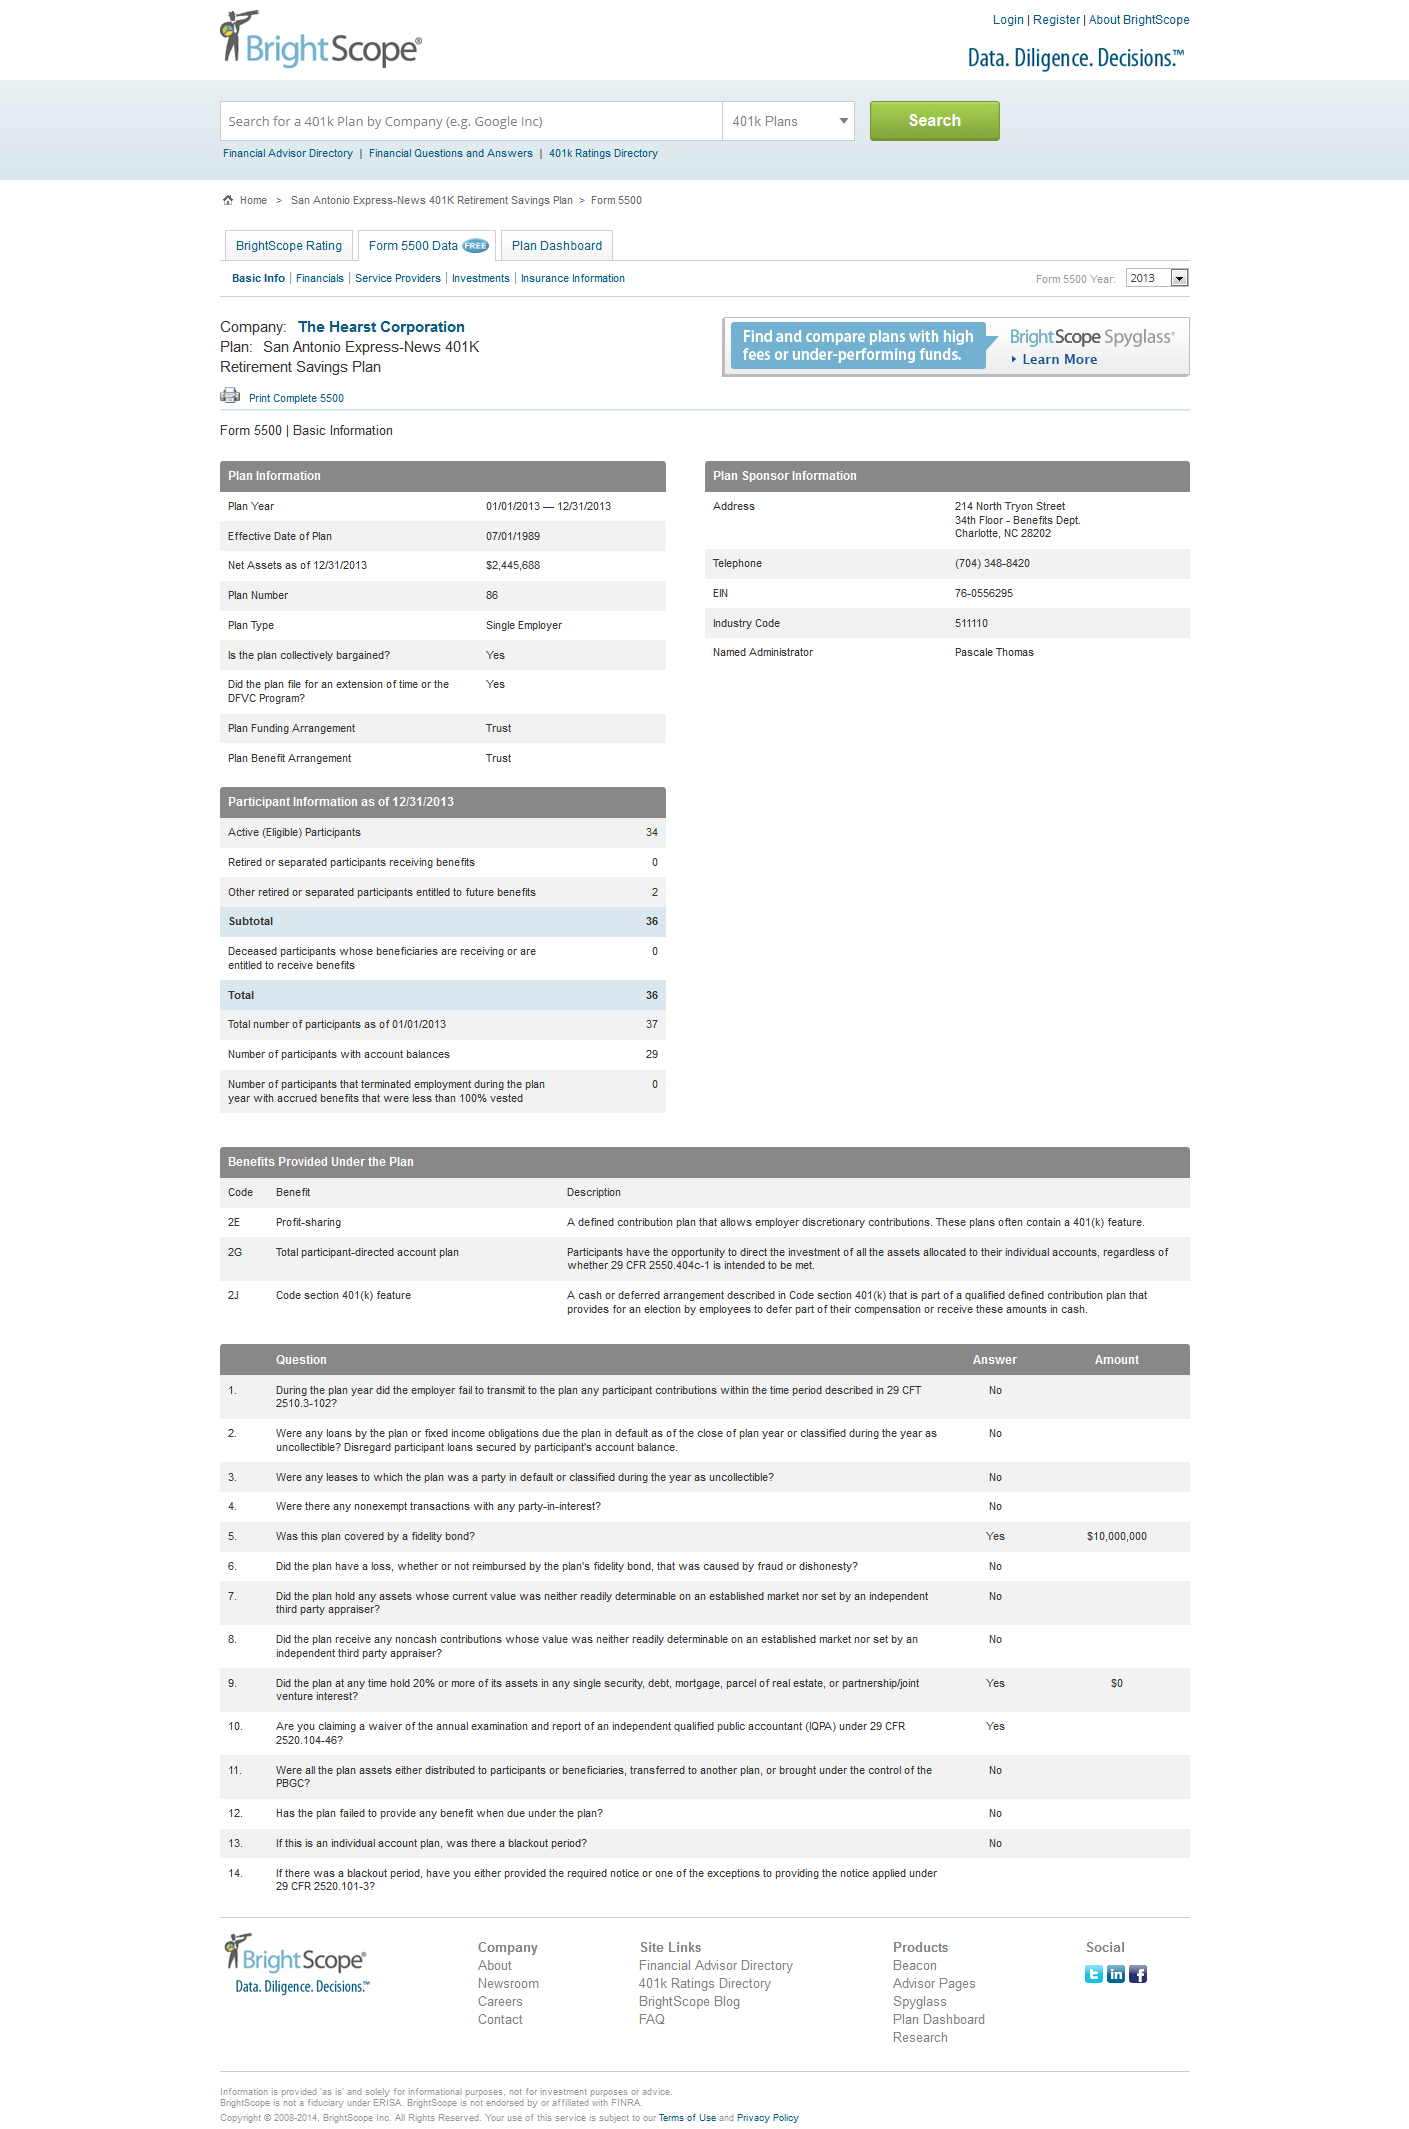 Login | Register | About BrightScope
BrightScope®
Data. Diligence. Decisions.™
Search for a 401k Plan by Company (e.g. Google Inc)
401k Plans
Search
Financial Advisor Directory | Financial Questions and Answers | 401k Ratings Directory
Home > San Antonio Express-News 401K Retirement Savings Plan > Form 5500
BrightScope Rating
Form 5500 Data FREE
Plan Dashboard
Basic Info | Financials | Service Providers | Investments | Insurance Information
Form 5500 Year: 2013
Company: The Hearst Corporation
Plan: San Antonio Express-News 401K
Retirement Savings Plan
Find and compare plans with high
fees or under-performing funds.
BrightScope Spyglass®
Learn More
Print Complete 5500
Form 5500 | Basic Information
Plan Information
Plan Year 01/01/2013 — 12/31/2013
Effective Date of Plan 07/01/1989
Net Assets as of 12/31/2013 $2,445,688
Plan Number 86
Plan Type Single Employer
Is the plan collectively bargained? Yes
Did the plan file for an extension of time or the Yes
DFVC Program?
Plan Funding Arrangement Trust
Plan Benefit Arrangement Trust
Plan Sponsor Information
Address 214 North Tryon Street
34th Floor - Benefits Dept.
Charlotte, NC 28202
Telephone (704) 348-8420
EIN 76-0556295
Industry Code 511110
Named Administrator Pascale Thomas
Participant Information as of 12/31/2013
Active (Eligible) Participants 34
Retired or separated participants receiving benefits 0
Other retired or separated participants entitled to future benefits 2
Subtotal 36
Deceased participants whose beneficiaries are receiving or are 0
entitled to receive benefits
Total 36
Total number of participants as of 01/01/2013 37
Number of participants with account balances 29
Number of participants that terminated employment during the plan 0
year with accrued benefits that were less than 100% vested
Benefits Provided Under the Plan
Code Benefit Description
2E Profit-sharing A defined contribution plan that allows employer discretionary contributions. These plans often contain a 401(k) feature.
2G Total participant-directed account plan Participants have the opportunity to direct the investment of all the assets allocated to their individual accounts, regardless of
whether 29 CFR 2550.404c-1 is intended to be met.
2J Code section 401(k) feature A cash or deferred arrangement described in Code section 401(k) that is part of a qualified defined contribution plan that
provides for an election by employees to defer part of their compensation or receive these amounts in cash.
Question Answer Amount
1. During the plan year did the employer fail to transmit to the plan any participant contributions within the time period described in 29 CFT No
2510.3-102?
2. Were any loans by the plan or fixed income obligations due the plan in default as of the close of plan year or classified during the year as No
uncollectible? Disregard participant loans secured by participant's account balance.
3. Were any leases to which the plan was a party in default or classified during the year as uncollectible? No
4. Were there any nonexempt transactions with any party-in-interest? No
5. Was this plan covered by a fidelity bond? Yes $10,000,000
6. Did the plan have a loss, whether or not reimbursed by the plan's fidelity bond, that was caused by fraud or dishonesty? No
7. Did the plan hold any assets whose current value was neither readily determinable on an established market nor set by an independent No
third party appraiser?
8. Did the plan receive any noncash contributions whose value was neither readily determinable on an established market nor set by an No
independent third party appraiser?
9. Did the plan at any time hold 20% or more of its assets in any single security, debt, mortgage, parcel of real estate, or partnership/joint Yes $0
venture interest?
10. Are you claiming a waiver of the annual examination and report of an independent qualified public accountant (IQPA) under 29 CFR Yes
2520.104-46?
11. Were all the plan assets either distributed to participants or beneficiaries, transferred to another plan, or brought under the control of the No
PBGC?
12. Has the plan failed to provide any benefit when due under the plan? No
13. If this is an individual account plan, was there a blackout period? No
14. If there was a blackout period, have you either provided the required notice or one of the exceptions to providing the notice applied under
29 CFR 2520.101-3?
BrightScope®
Data. Diligence. Decisions.™
Company
About
Newsroom
Careers
Contact
Site Links
Financial Advisor Directory
401k Ratings Directory
BrightScope Blog
FAQ
Products
Beacon
Advisor Pages
Spyglass
Plan Dashboard
Research
Social
Information is provided 'as is' and solely for informational purposes, not for investment purposes or advice.
BrightScope is not a fiduciary under ERISA. BrightScope is not endorsed by or affiliated with FINRA.
Copyright © 2008-2014, BrightScope Inc. All Rights Reserved. Your use of this service is subject to our Terms of Use and Privacy Policy